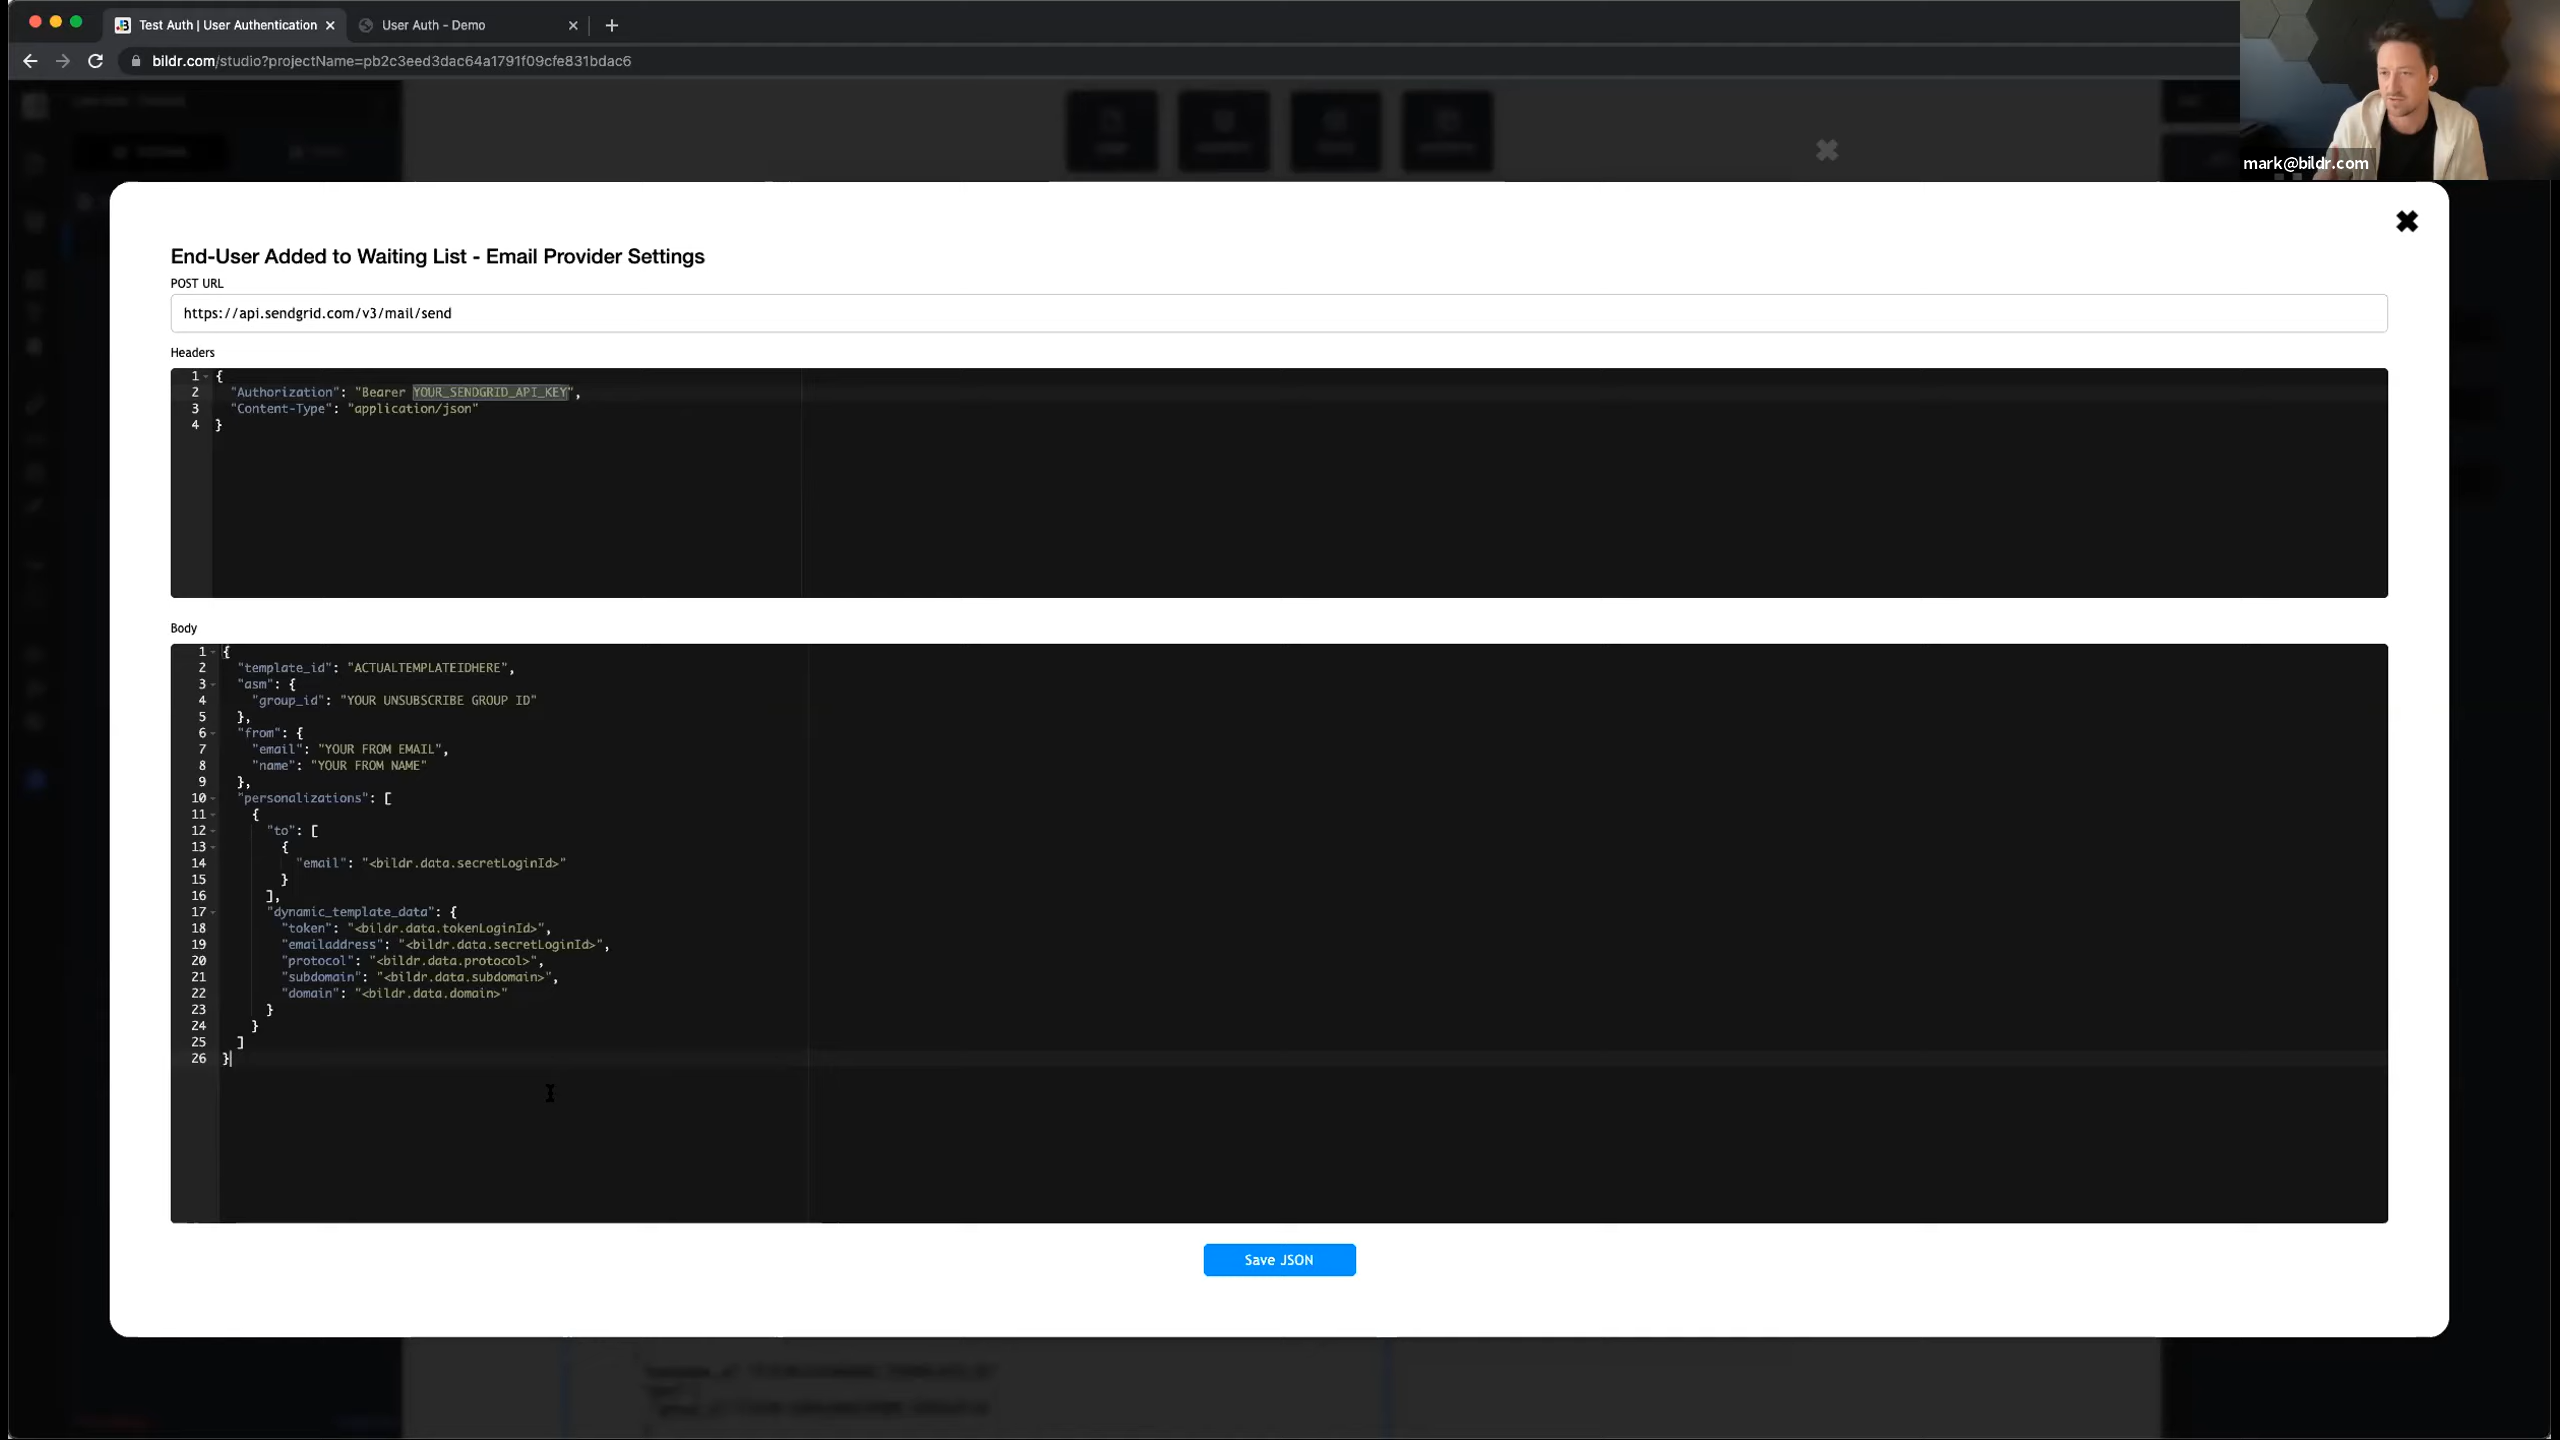 Test Auth | User Authentication
User Auth - Demo
bildr.com/studio?projectName=pb2c3eed3dac64a1791f09cfe831bdac6
mark@bildr.com
End-User Added to Waiting List - Email Provider Settings
POST URL
https://api.sendgrid.com/v3/mail/send
Headers
1 {
2 "Authorization": "Bearer YOUR_SENDGRID_API_KEY",
3 "Content-Type": "application/json"
4 }
Body
1 {
2 "template_id": "ACTUALTEMPLATEIDHERE",
3 "asm": {
4 "group_id": "YOUR UNSUBSCRIBE GROUP ID"
5 },
6 "from": {
7 "email": "YOUR FROM EMAIL",
8 "name": "YOUR FROM NAME"
9 },
10 "personalizations": [
11 {
12 "to": [
13 {
14 "email": "<bildr.data.secretLoginId>"
15 }
16 ],
17 "dynamic_template_data": {
18 "token": "<bildr.data.tokenLoginId>",
19 "emailaddress": "<bildr.data.secretLoginId>",
20 "protocol": "<bildr.data.protocol>",
21 "subdomain": "<bildr.data.subdomain>",
22 "domain": "<bildr.data.domain>"
23 }
24 }
25 ]
26 }
Save JSON